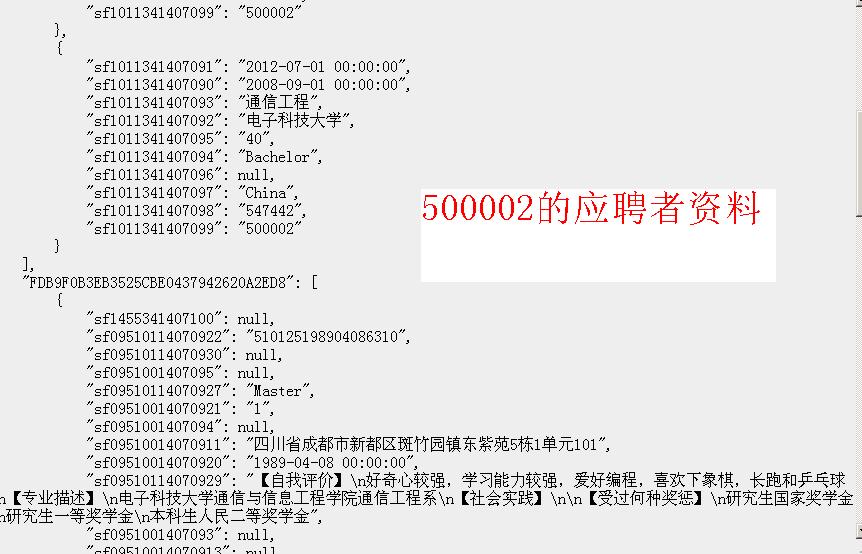 "sf1011341407099": "500002"
},
{
"sf1011341407091": "2012-07-01 00:00:00",
"sf1011341407090": "2008-09-01 00:00:00",
"sf1011341407093": "通信工程",
"sf1011341407092": "电子科技大学",
"sf1011341407095": "40",
"sf1011341407094": "Bachelor",
"sf1011341407096": null,
"sf1011341407097": "China",
"sf1011341407098": "547442",
"sf1011341407099": "500002"
}
],
500002的应聘者资料
"FDB9F0B3EB3525CBE0437942620A2ED8": [
{
"sf1455341407100": null,
"sf09510114070922": "510125198904086310",
"sf09510114070930": null,
"sf0951001407095": null,
"sf09510114070927": "Master",
"sf09510014070921": "1",
"sf0951001407094": null,
"sf09510014070911": "四川省成都市新都区斑竹园镇东紫苑5栋1单元101",
"sf09510014070920": "1989-04-08 00:00:00",
"sf09510114070929": "【自我评价】\n好奇心较强，学习能力较强，爱好编程，喜欢下象棋，长跑和乒乓球
n【专业描述】\n电子科技大学通信与信息工程学院通信工程系\n【社会实践】\n\n【受过何种奖惩】\n研究生国家奖学金
n研究生一等奖学金\n本科生人民二等奖学金",
"sf0951001407093": null,
"sf09510014070913": null